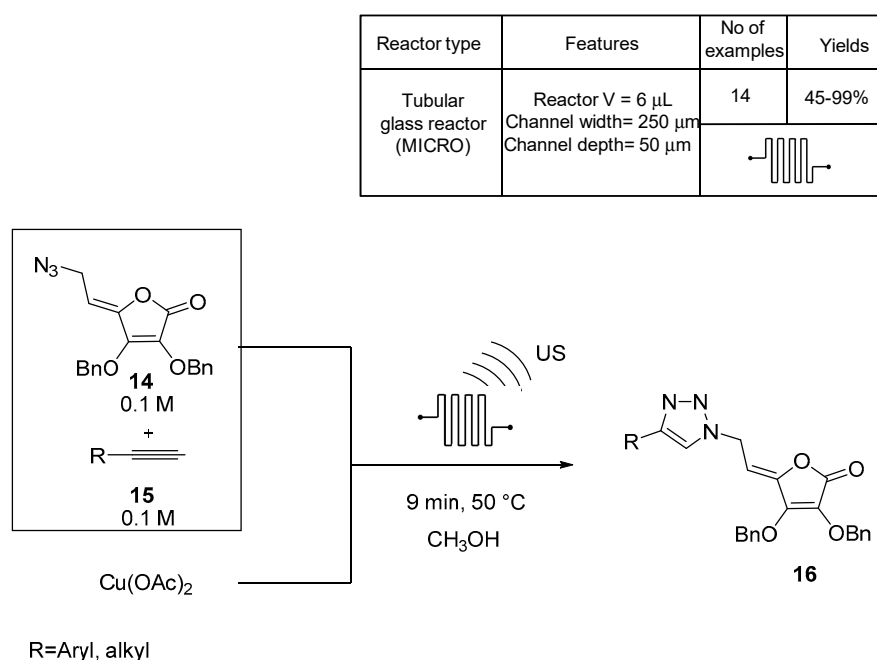 Reactor type
Features
No of
examples
Yields
Tubular
glass reactor
(MICRO)
Reactor V = 6 μL
Channel width= 250 μm
Channel depth= 50 μm
14
45-99%
N3
O
O
BnO
OBn
14
0.1 M
+
R
15
0.1 M
Cu(OAc)2
US
9 min, 50 °C
CH3OH
N
N
N
R
O
O
BnO
OBn
16
R=Aryl, alkyl